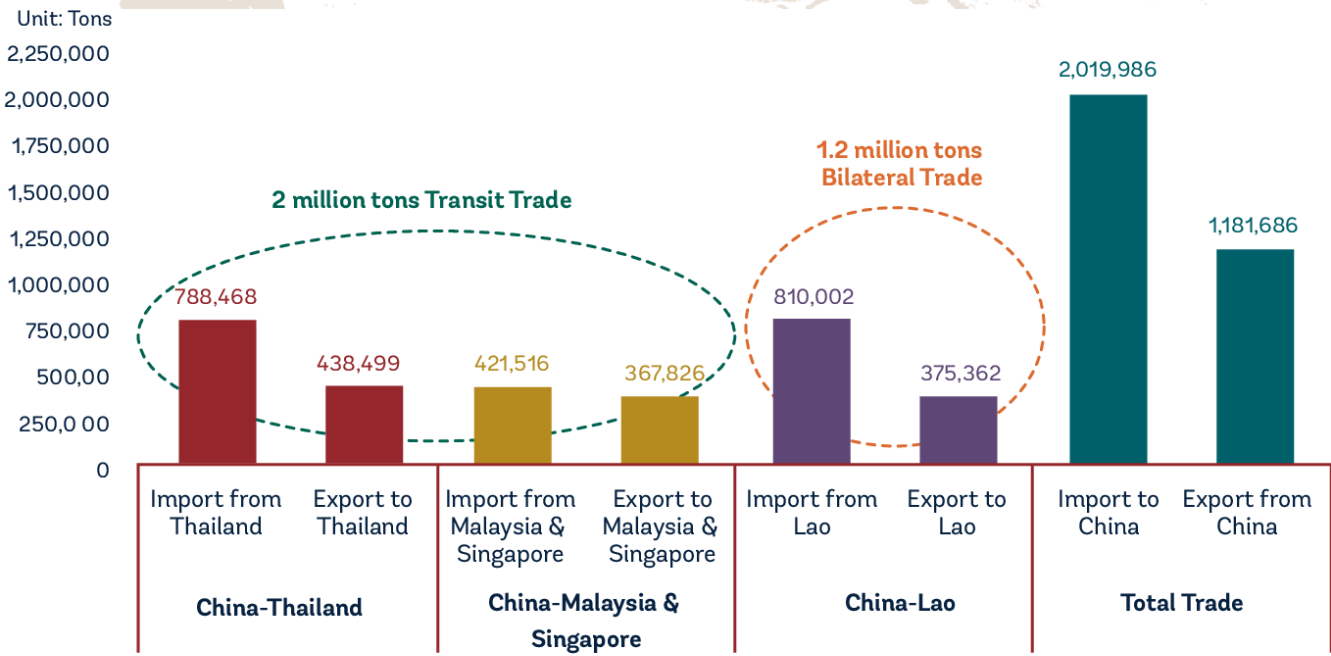 Unit: Tons
2,250,000
2,000,000
1,750,000
1,500,000
1,250,000
1,000,000
750,000
500,00
250,0 00
0
2 million tons Transit Trade
1.2 million tons
Bilateral Trade
788,468
438,499
421,516
367,826
810,002
375,362
2,019,986
1,181,686
Import from
Thailand
Export to
Thailand
Import from
Malaysia &
Singapore
Export to
Malaysia &
Singapore
Import from
Lao
Export to
Lao
Import to
China
Export from
China
China-Thailand
China-Malaysia &
Singapore
China-Lao
Total Trade